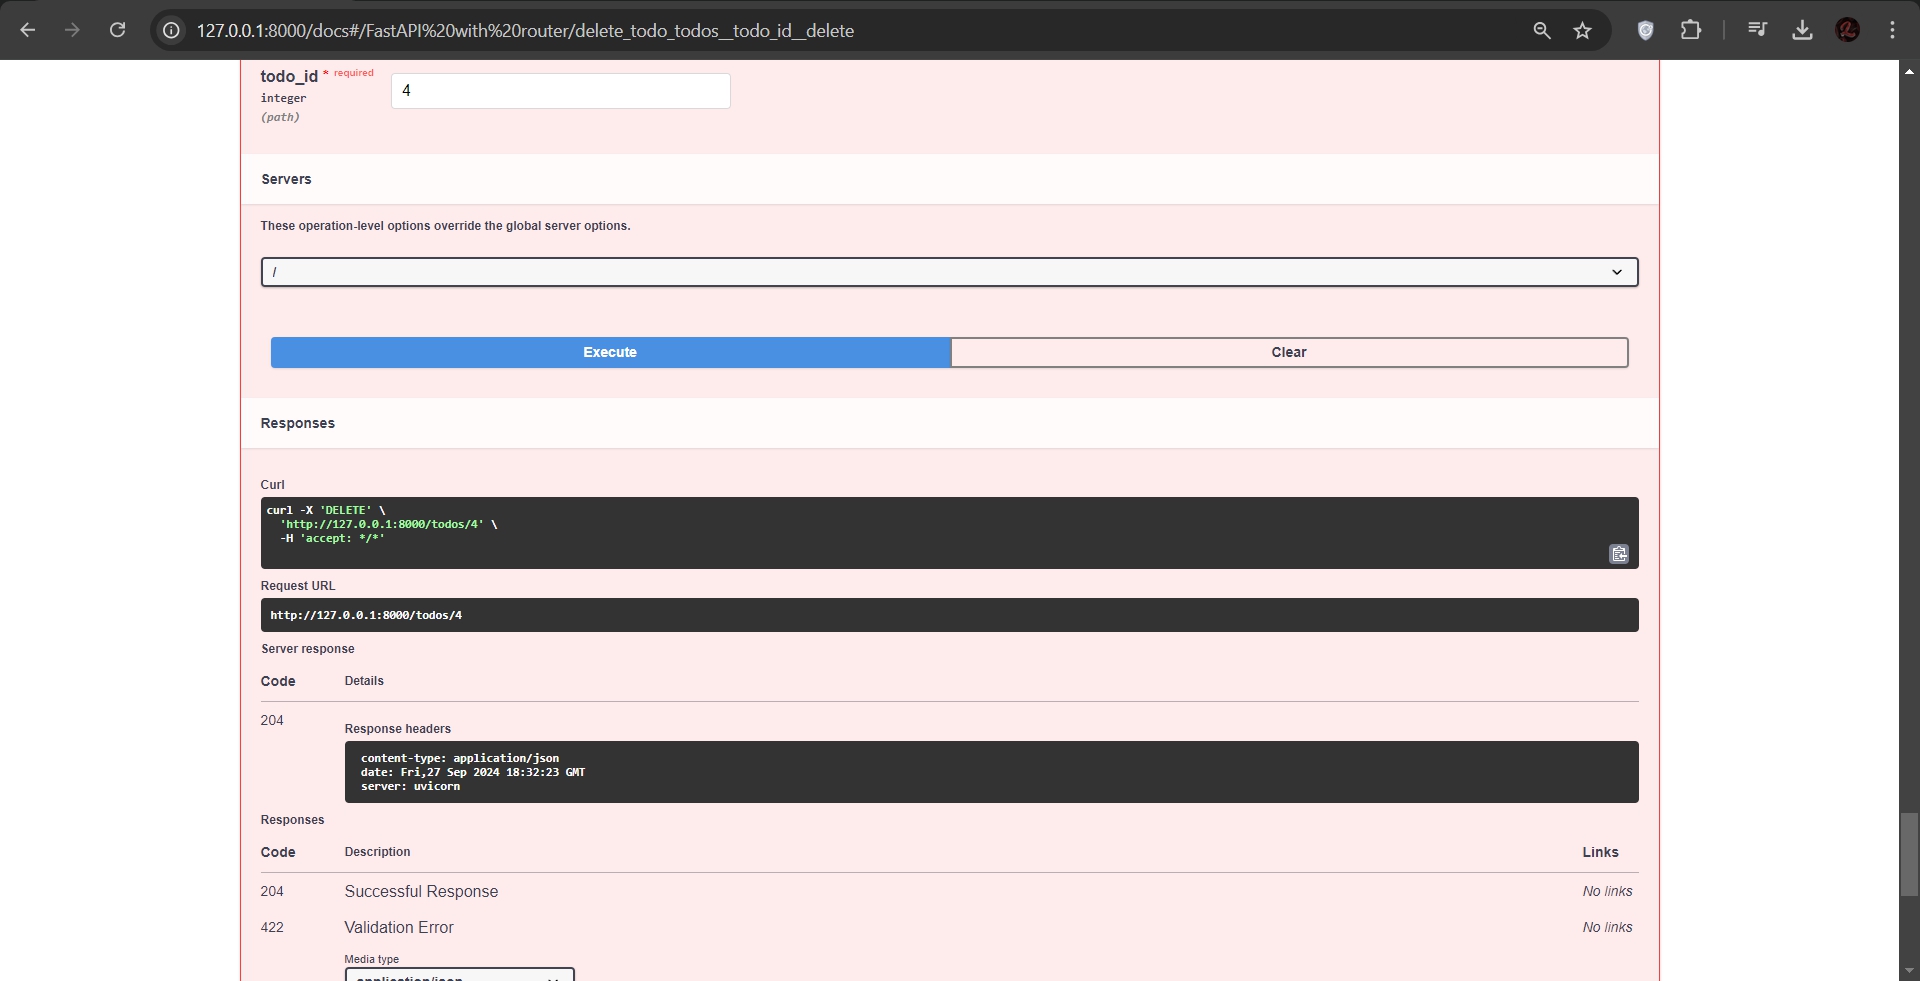 127.0.0.1:8000/docs#/FastAPI%20with%20router/delete_todo_todos__todo_id__delete
todo_id * required
4
integer
(path)
Servers
These operation-level options override the global server options.
/
Execute
Clear
Responses
Curl
curl -X 'DELETE' \
'http://127.0.0.1:8000/todos/4' \
-H 'accept: */*'
Request URL
http://127.0.0.1:8000/todos/4
Server response
Code Details
204
Response headers
content-type: application/json
date: Fri,27 Sep 2024 18:32:23 GMT
server: uvicorn
Responses
Code Description Links
204 Successful Response No links
422 Validation Error No links
Media type
application/json